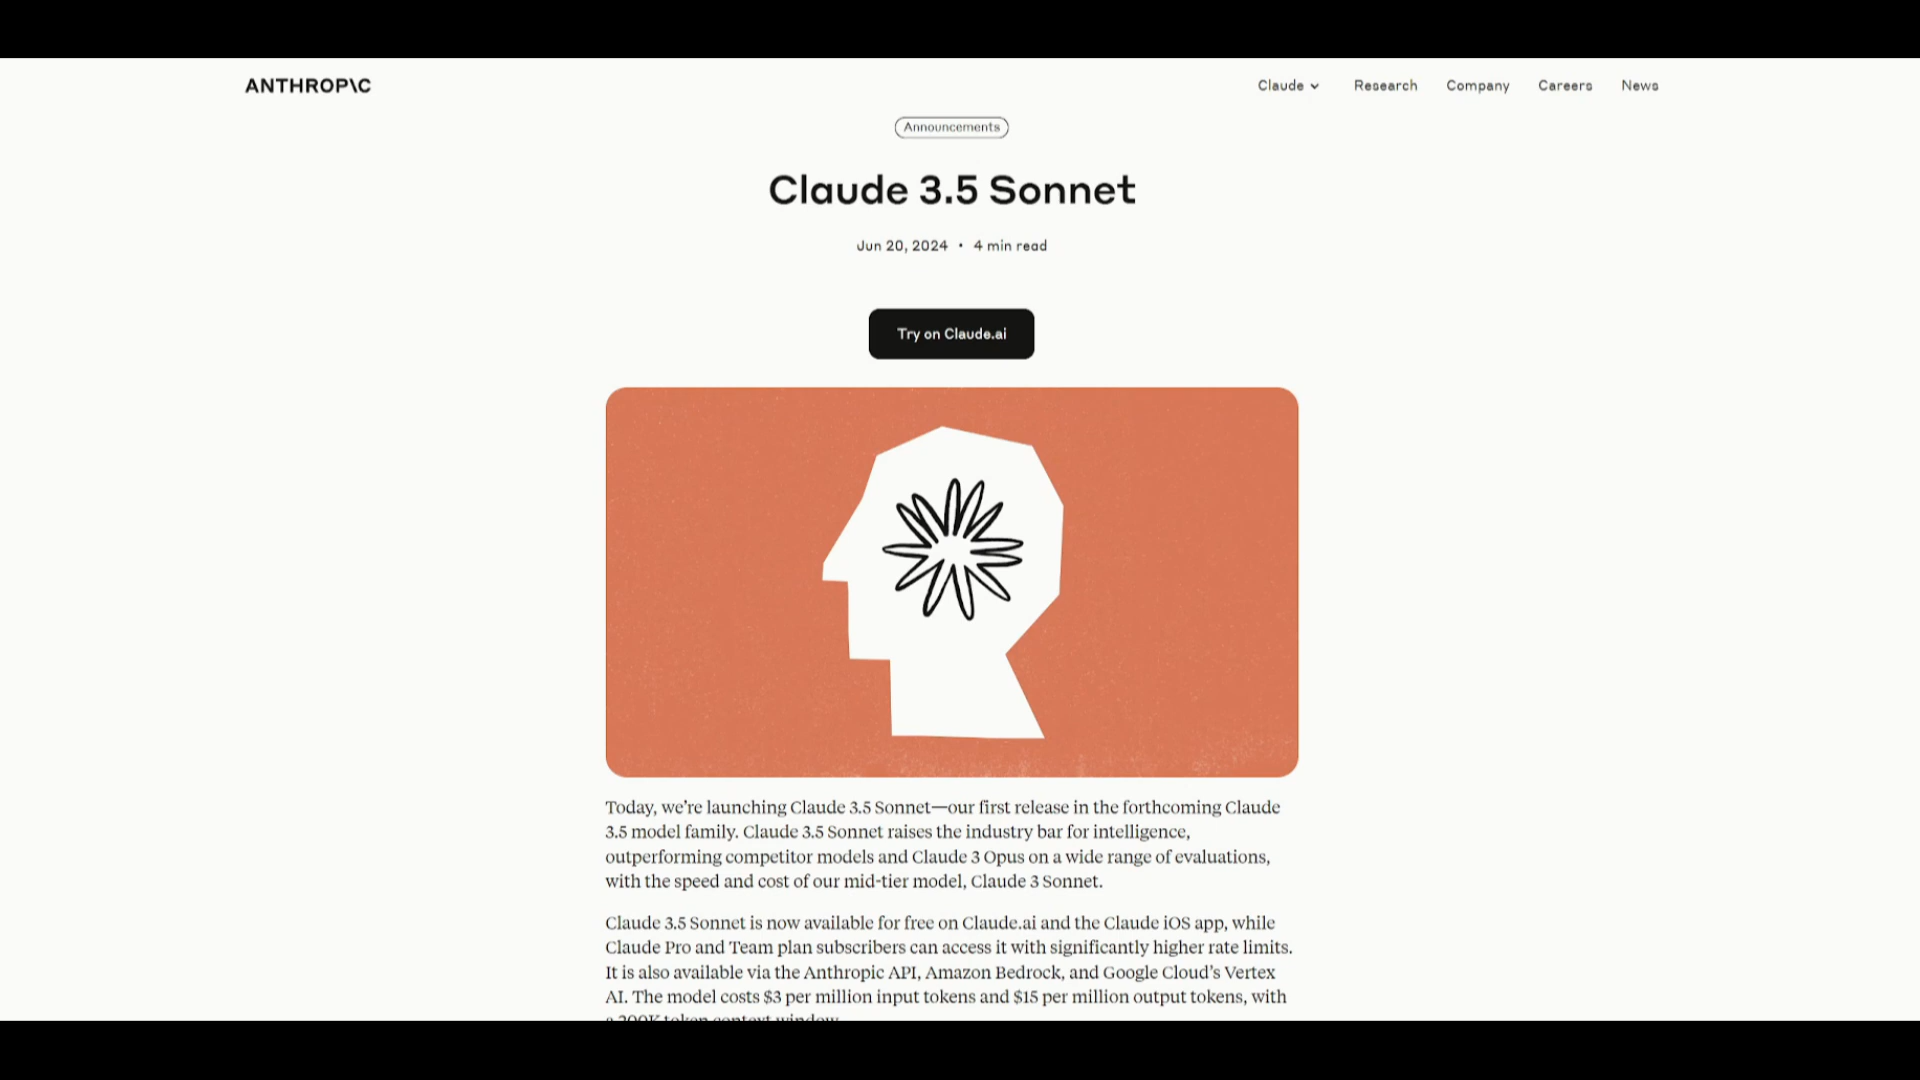 ANTHROP\C
Claude Research Company Careers News
Announcements
Claude 3.5 Sonnet
Jun 20, 2024 • 4 min read
Try on Claude.ai
Today, we’re launching Claude 3.5 Sonnet—our first release in the forthcoming Claude
3.5 model family. Claude 3.5 Sonnet raises the industry bar for intelligence,
outperforming competitor models and Claude 3 Opus on a wide range of evaluations,
with the speed and cost of our mid-tier model, Claude 3 Sonnet.
Claude 3.5 Sonnet is now available for free on Claude.ai and the Claude iOS app, while
Claude Pro and Team plan subscribers can access it with significantly higher rate limits.
It is also available via the Anthropic API, Amazon Bedrock, and Google Cloud’s Vertex
AI. The model costs $3 per million input tokens and $15 per million output tokens, with
a 200K token context window.